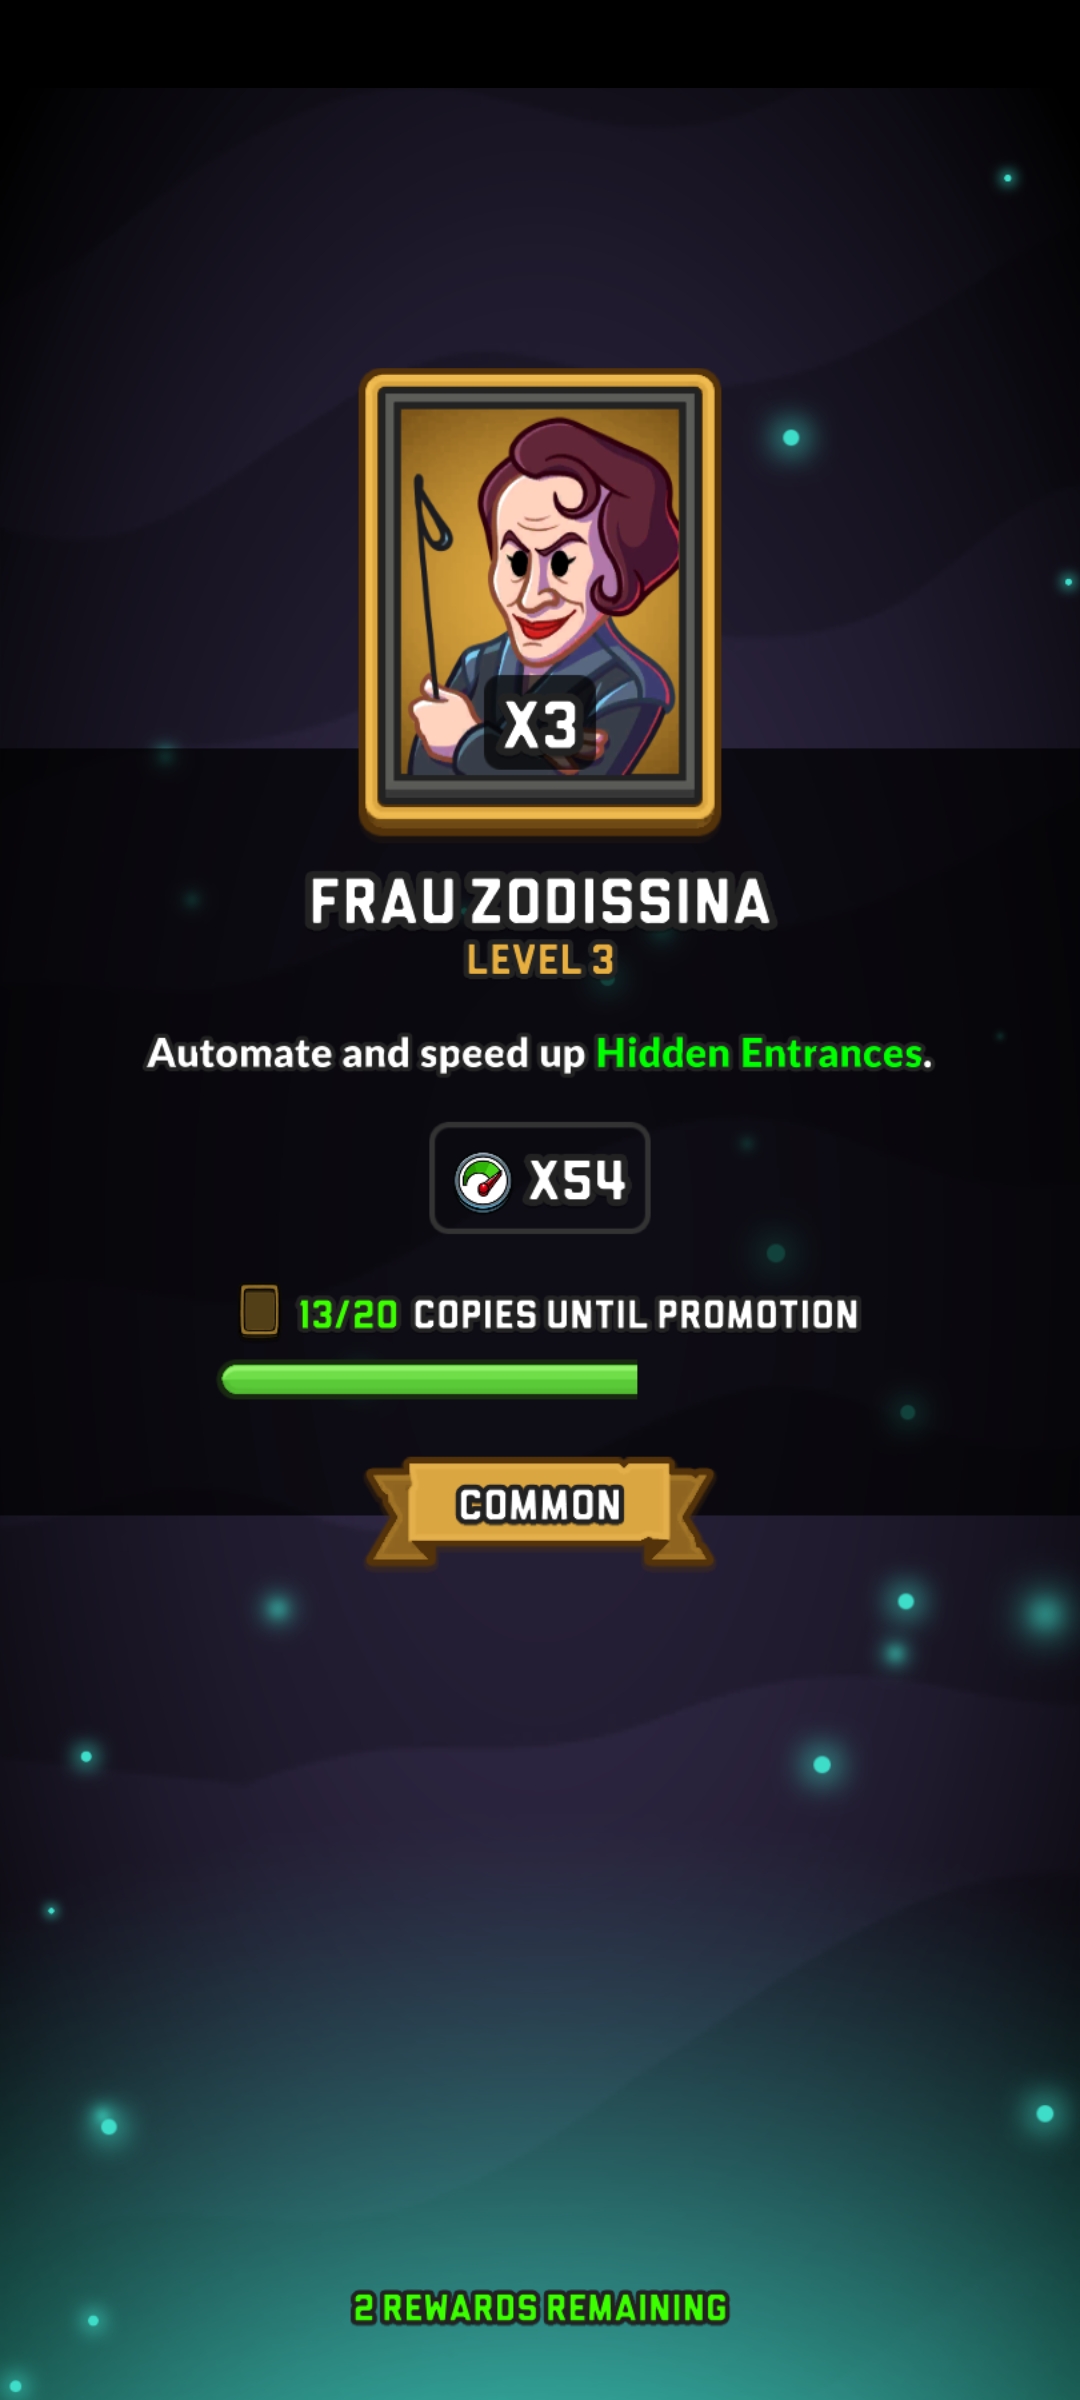 X3
FRAU ZODISSINA
LEVEL 3
Automate and speed up Hidden Entrances.
X54
13/20 COPIES UNTIL PROMOTION
COMMON
2 REWARDS REMAINING